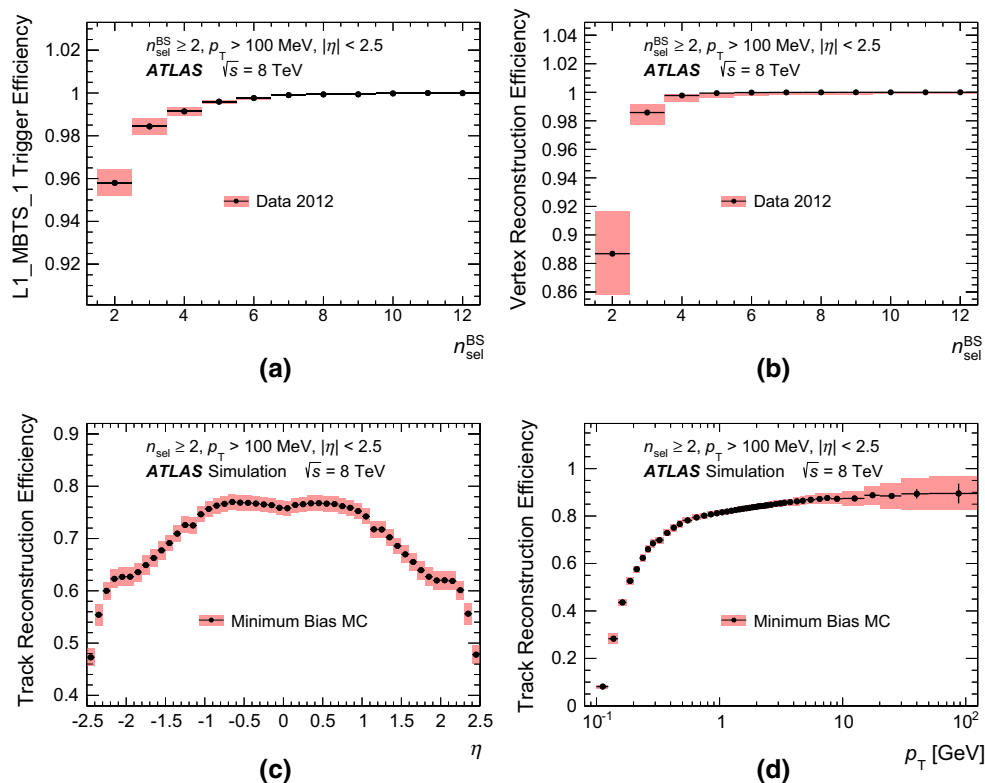 L1_MBTS_1 Trigger Efficiency
1.02
1
0.98
0.96
0.94
0.92
n_sel^BS ≥ 2, p_T > 100 MeV, |η| < 2.5
ATLAS √s = 8 TeV
Data 2012
2 4 6 8 10 12
n_sel^BS
(a)
Vertex Reconstruction Efficiency
1.04
1.02
1
0.98
0.96
0.94
0.92
0.9
0.88
0.86
n_sel^BS ≥ 2, p_T > 100 MeV, |η| < 2.5
ATLAS √s = 8 TeV
Data 2012
2 4 6 8 10 12
n_sel^BS
(b)
Track Reconstruction Efficiency
0.9
0.8
0.7
0.6
0.5
0.4
n_sel ≥ 2, p_T > 100 MeV, |η| < 2.5
ATLAS Simulation √s = 8 TeV
Minimum Bias MC
-2.5 -2 -1.5 -1 -0.5 0 0.5 1 1.5 2 2.5
η
(c)
Track Reconstruction Efficiency
1
0.8
0.6
0.4
0.2
0
n_sel ≥ 2, p_T > 100 MeV, |η| < 2.5
ATLAS Simulation √s = 8 TeV
Minimum Bias MC
10^-1 1 10 10^2
p_T [GeV]
(d)